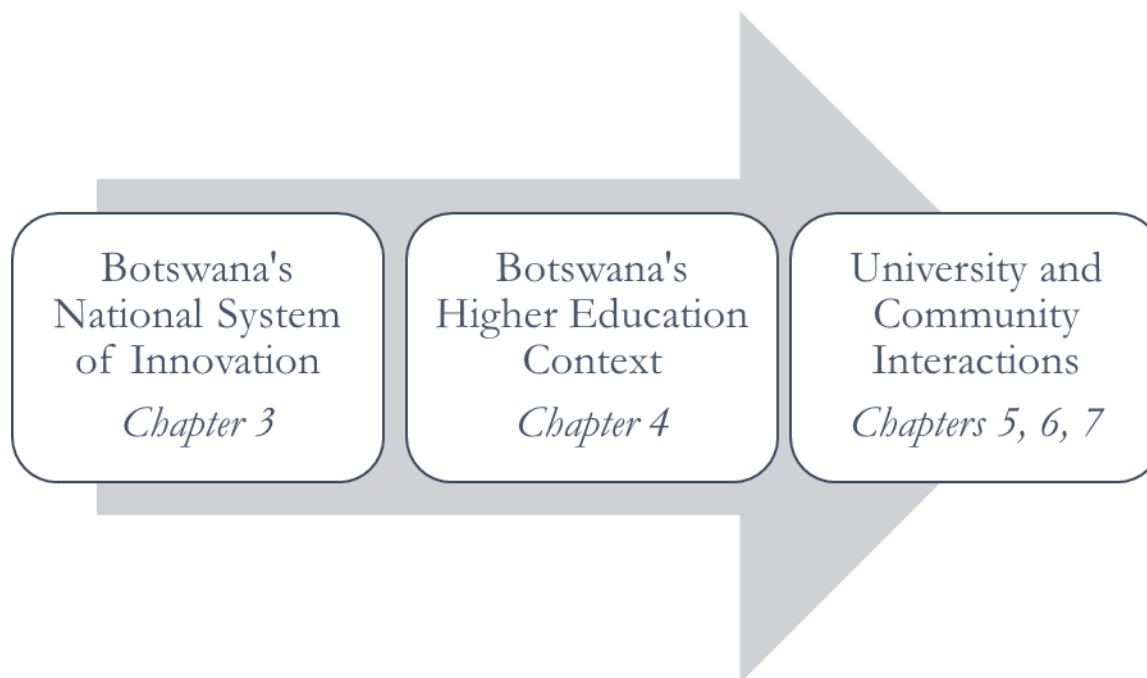 Botswana's
National System
of Innovation
Chapter 3
Botswana's
Higher Education
Context
Chapter 4
University and
Community
Interactions
Chapters 5, 6, 7